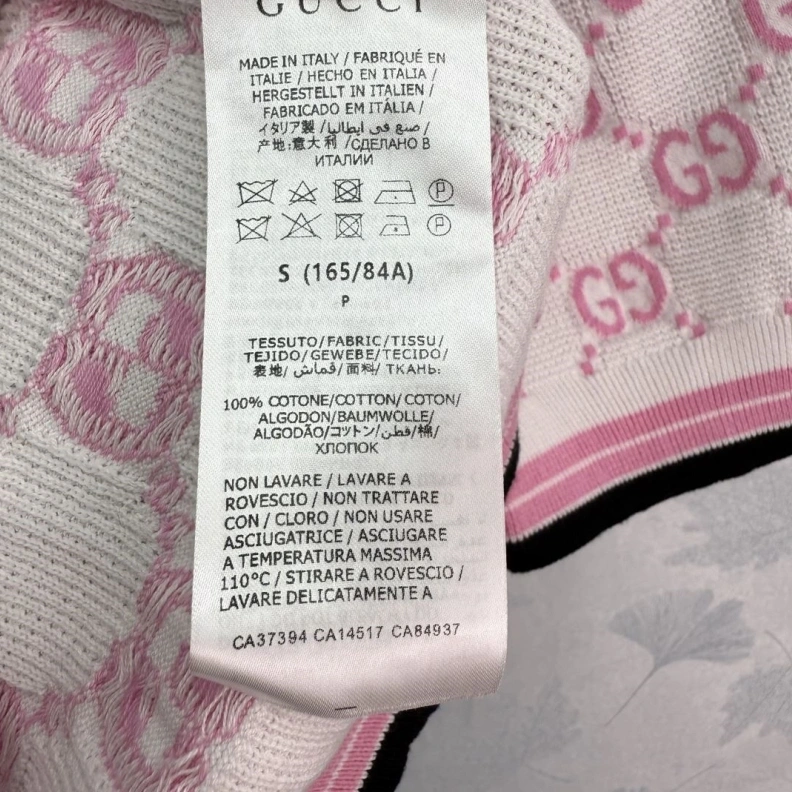 GUCCI
MADE IN ITALY / FABRIQUÉ EN
ITALIE / HECHO EN ITALIA /
HERGESTELLT IN ITALIEN /
FABRICADO EM ITÁLIA /
イタリア製 / صنع في ايطاليا /
产地:意大利 /СДЕЛАНО В
ИТАЛИИ
P
P
S (165/84A)
P
TESSUTO/FABRIC/TISSU/
TEJIDO/GEWEBE/TECIDO/
表地/ قماش /面料/ ТКАНЬ:
100% COTONE/COTTON/COTON/
ALGODON/BAUMWOLLE/
ALGODÃO/コットン/قطن/棉/
ХЛОПОК
NON LAVARE / LAVARE A
ROVESCIO / NON TRATTARE
CON / CLORO / NON USARE
ASCIUGATRICE / ASCIUGARE
A TEMPERATURA MASSIMA
110°C / STIRARE A ROVESCIO /
LAVARE DELICATAMENTE A
CA37394 CA14517 CA84937